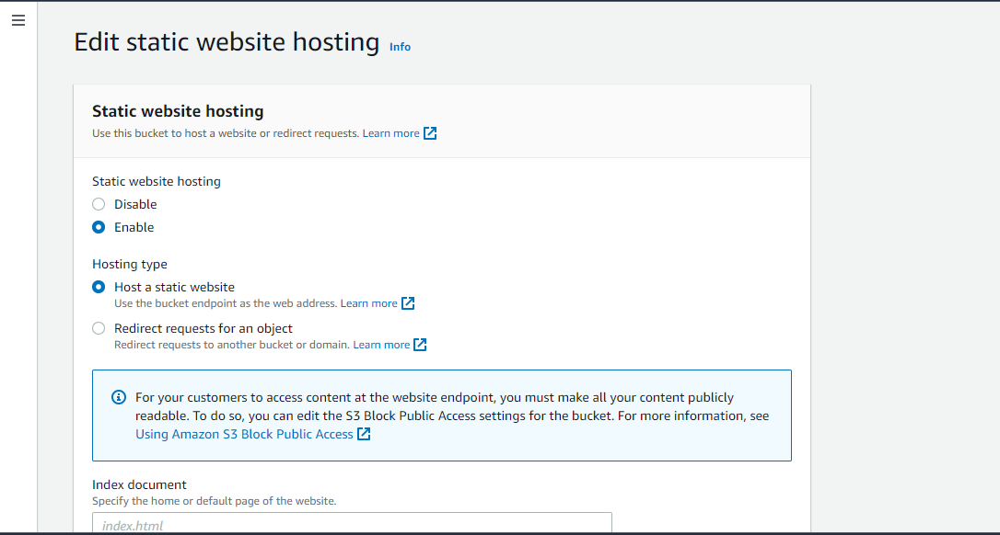 Edit static website hosting Info
Static website hosting
Use this bucket to host a website or redirect requests. Learn more
Static website hosting
Disable
Enable
Hosting type
Host a static website
Use the bucket endpoint as the web address. Learn more
Redirect requests for an object
Redirect requests to another bucket or domain. Learn more
For your customers to access content at the website endpoint, you must make all your content publicly
readable. To do so, you can edit the S3 Block Public Access settings for the bucket. For more information, see
Using Amazon S3 Block Public Access
Index document
Specify the home or default page of the website.
index.html